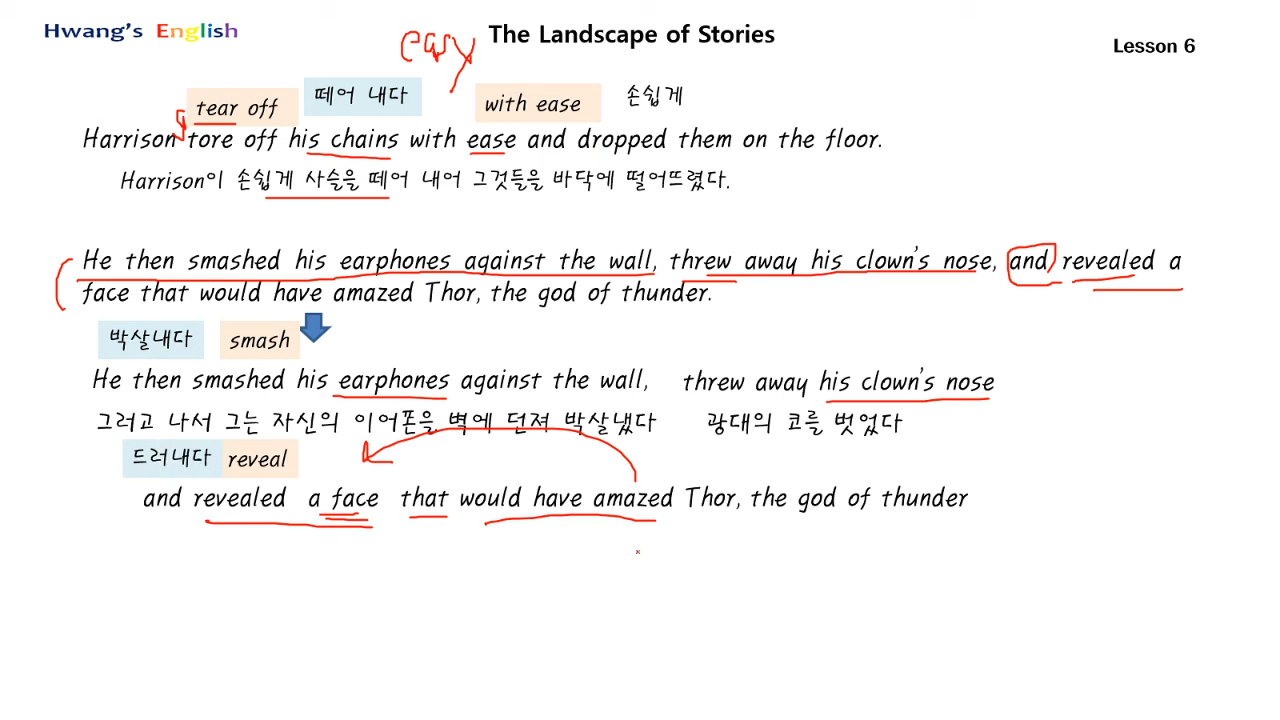 Hwang's English
The Landscape of Stories
Lesson 6
easy
tear off 떼어 내다 with ease 손쉽게
Harrison tore off his chains with ease and dropped them on the floor.
Harrison이 손쉽게 사슬을 떼어 내어 그것들을 바닥에 떨어뜨렸다.
He then smashed his earphones against the wall, threw away his clown's nose, and revealed a
face that would have amazed Thor, the god of thunder.
박살내다 smash
He then smashed his earphones against the wall, threw away his clown's nose
그러고 나서 그는 자신의 이어폰을 벽에 던져 박살냈다 광대의 코를 벗었다
드러내다 reveal
and revealed a face that would have amazed Thor, the god of thunder